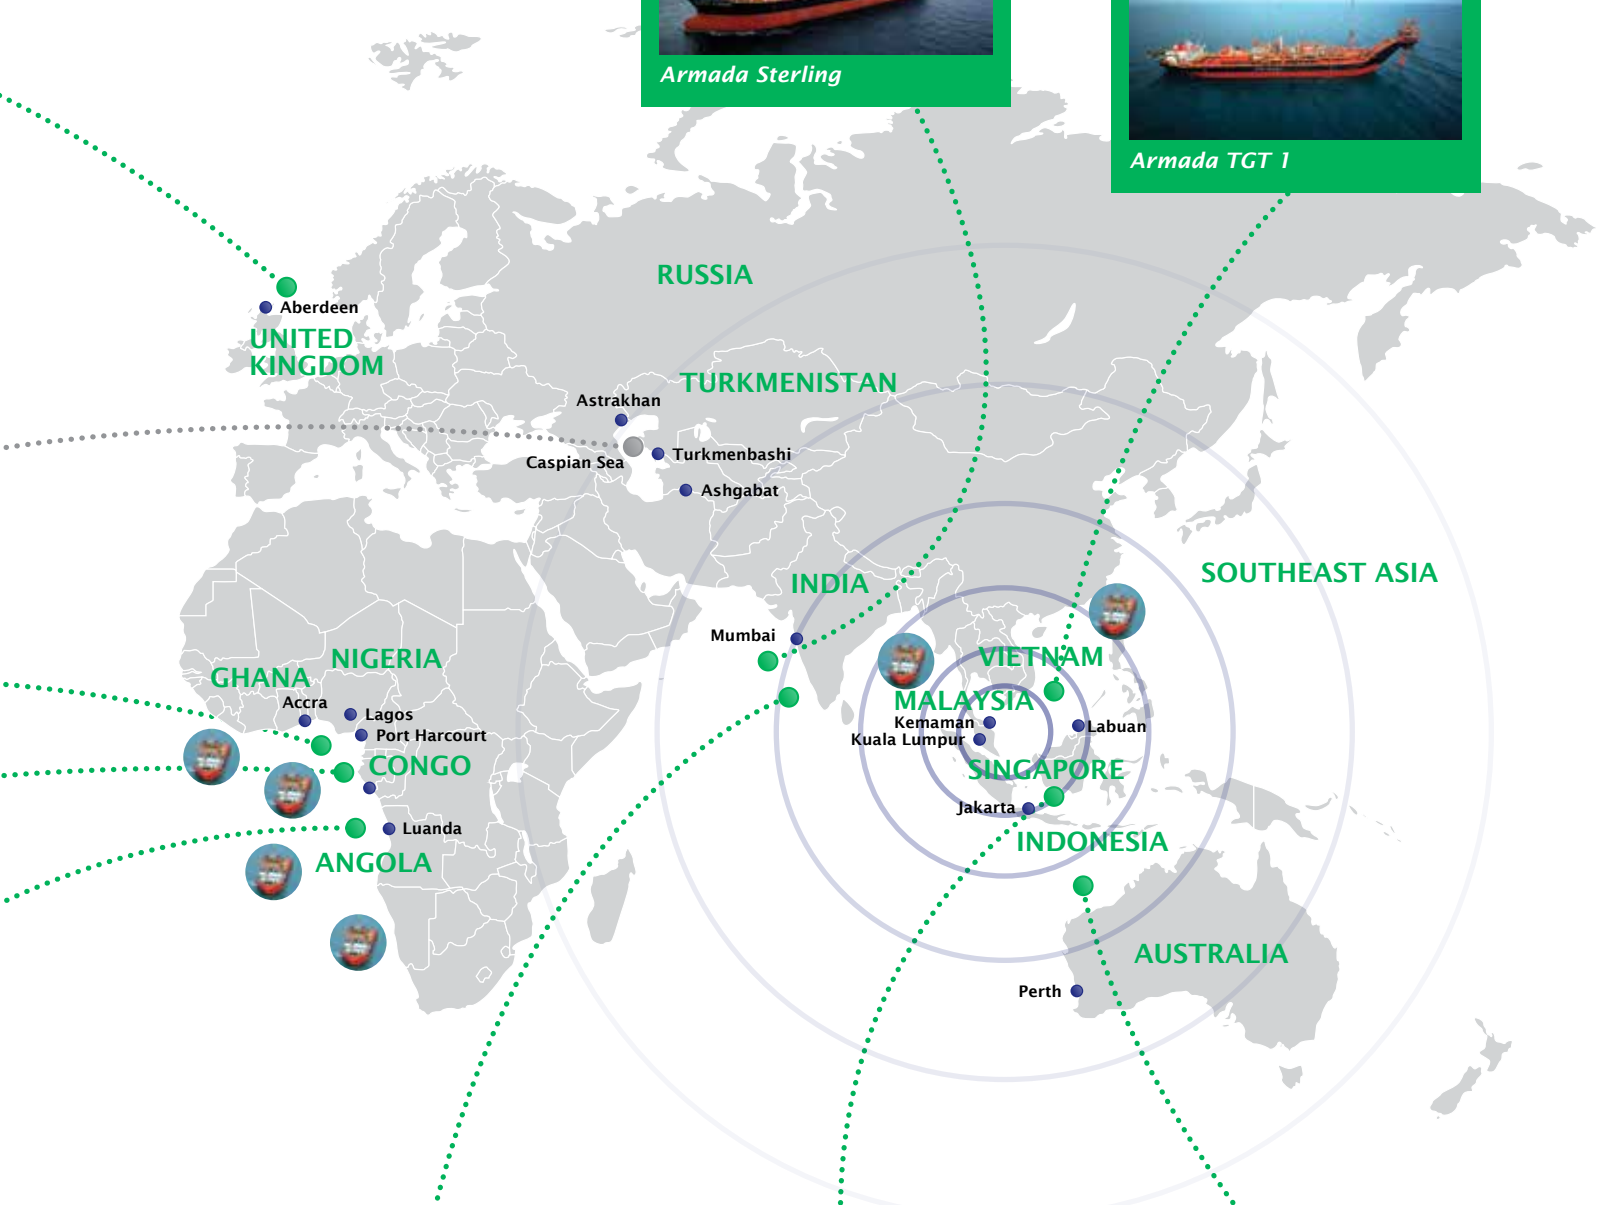 Armada Sterling
Armada TGT 1
RUSSIA
Aberdeen
UNITED
KINGDOM
TURKMENISTAN
Astrakhan
Turkmenbashi
Caspian Sea
Ashgabat
SOUTHEAST ASIA
INDIA
Mumbai
NIGERIA
GHANA
VIETNAM
MALAYSIA
Accra
Lagos
Kemaman
Labuan
Port Harcourt
Kuala Lumpur
CONGO
SINGAPORE
Jakarta
Luanda
INDONESIA
ANGOLA
AUSTRALIA
Perth